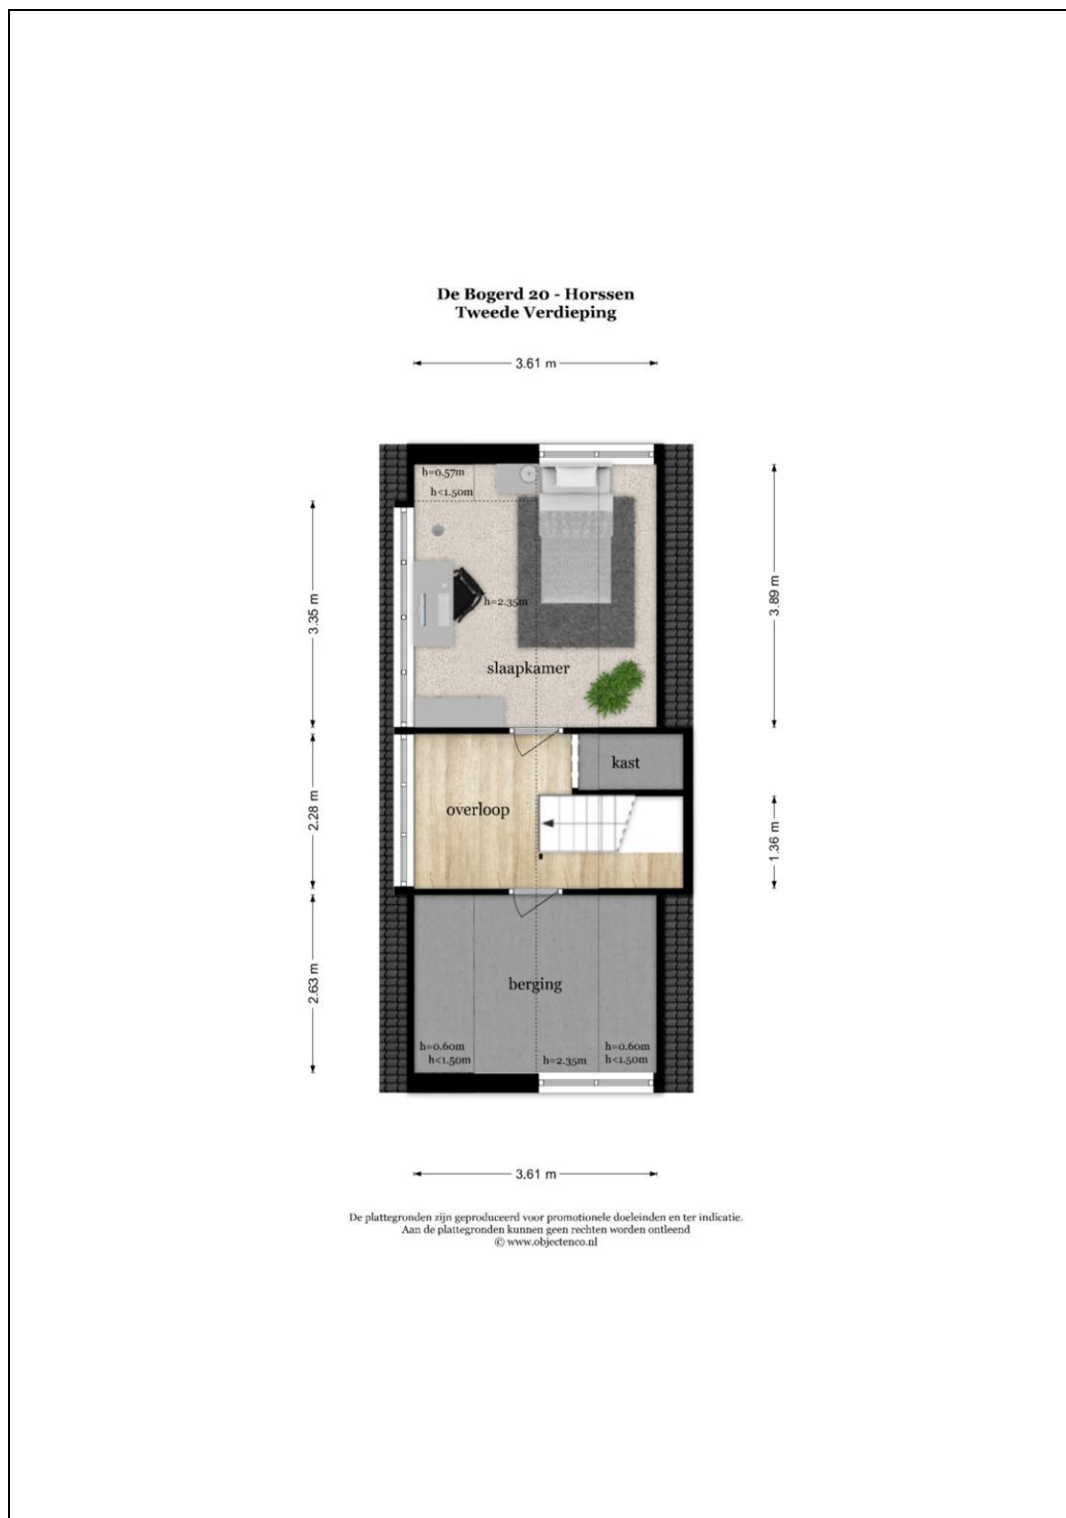 De Bogerd 20 - Horssen
Tweede Verdieping
3.61 m
h=0.57m
h<1.50m
3.35 m
3.89 m
h=2.35m
slaapkamer
kast
overloop
2.28 m
1.36 m
berging
2.63 m
h=0.60m
h<1.50m
h=2.35m
h=0.60m
h<1.50m
3.61 m
De plattegronden zijn geproduceerd voor promotionele doeleinden en ter indicatie.
Aan de plattegronden kunnen geen rechten worden ontleend
© www.objectenco.nl